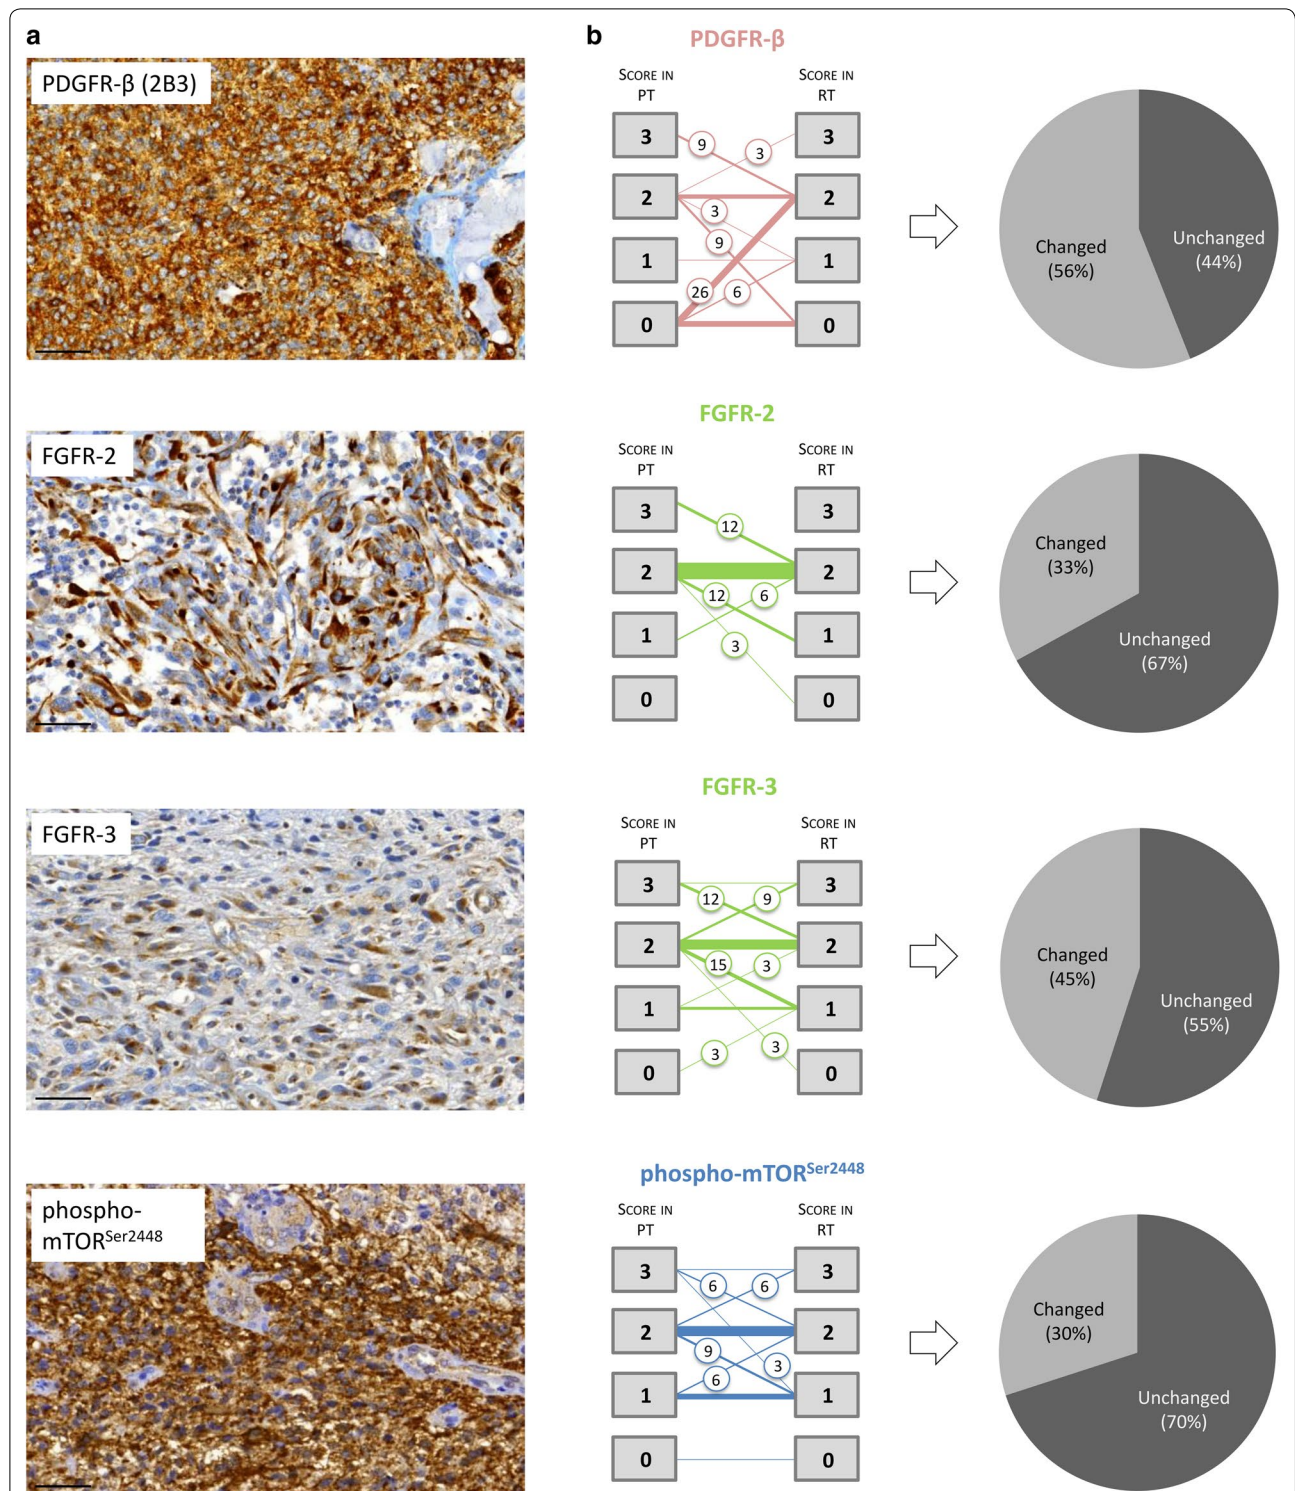 a
b
PDGFR-β (2B3)
PDGFR-β
SCORE IN
PT
SCORE IN
RT
3
3
9
3
2
2
3
9
1
1
26
6
0
0
Changed
(56%)
Unchanged
(44%)
FGFR-2
FGFR-2
SCORE IN
PT
SCORE IN
RT
3
3
12
2
2
12
6
1
1
3
0
0
Changed
(33%)
Unchanged
(67%)
FGFR-3
FGFR-3
SCORE IN
PT
SCORE IN
RT
3
3
12
9
2
2
15
3
1
1
3
3
0
0
Changed
(45%)
Unchanged
(55%)
phospho-
mTORSer2448
phospho-mTORSer2448
SCORE IN
PT
SCORE IN
RT
3
3
6
6
2
2
9
3
6
1
1
0
0
Changed
(30%)
Unchanged
(70%)